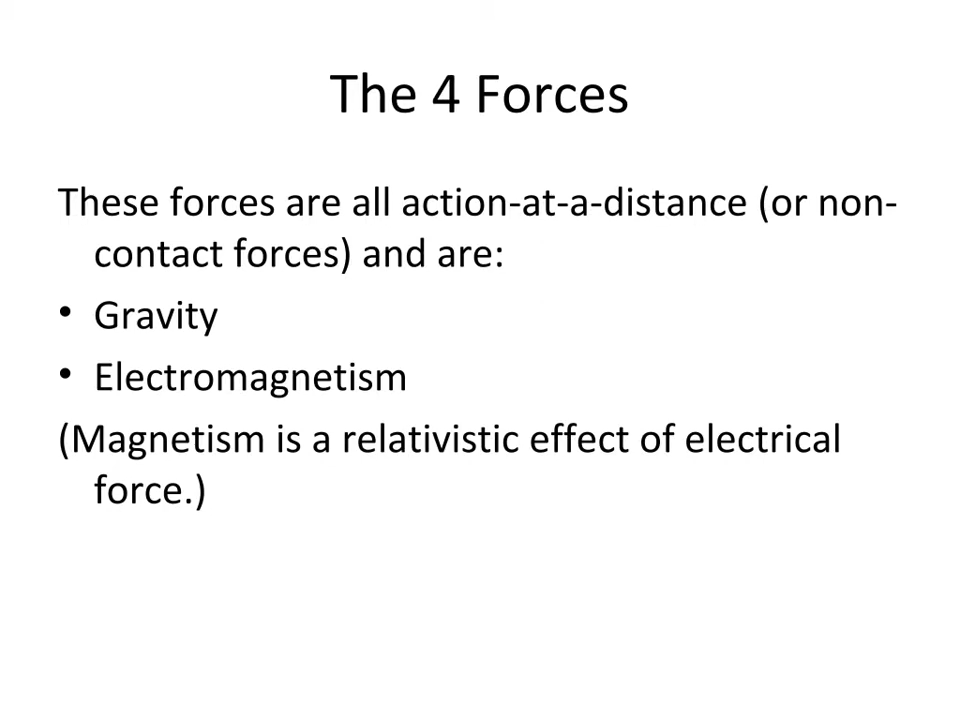 The 4 Forces
These forces are all action-at-a-distance (or non-
contact forces) and are:
• Gravity
• Electromagnetism
(Magnetism is a relativistic effect of electrical
force.)